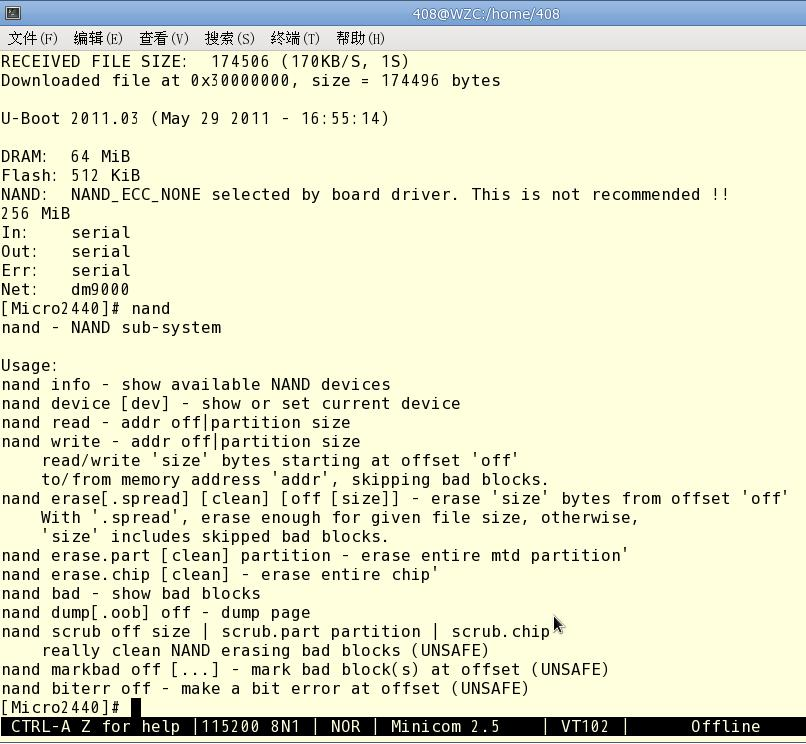 408@WZC:/home/408
文件(F) 编辑(E) 查看(V) 搜索(S) 终端(T) 帮助(H)
RECEIVED FILE SIZE:  174506 (170KB/S, 1S)
Downloaded file at 0x30000000, size = 174496 bytes
U-Boot 2011.03 (May 29 2011 - 16:55:14)
DRAM:  64 MiB
Flash: 512 KiB
NAND:  NAND_ECC_NONE selected by board driver. This is not recommended !!
256 MiB
In:    serial
Out:   serial
Err:   serial
Net:   dm9000
[Micro2440]# nand
nand - NAND sub-system
Usage:
nand info - show available NAND devices
nand device [dev] - show or set current device
nand read - addr off|partition size
nand write - addr off|partition size
    read/write 'size' bytes starting at offset 'off'
    to/from memory address 'addr', skipping bad blocks.
nand erase[.spread] [clean] [off [size]] - erase 'size' bytes from offset 'off'
    With '.spread', erase enough for given file size, otherwise,
    'size' includes skipped bad blocks.
nand erase.part [clean] partition - erase entire mtd partition'
nand erase.chip [clean] - erase entire chip'
nand bad - show bad blocks
nand dump[.oob] off - dump page
nand scrub off size | scrub.part partition | scrub.chip
    really clean NAND erasing bad blocks (UNSAFE)
nand markbad off [...] - mark bad block(s) at offset (UNSAFE)
nand biterr off - make a bit error at offset (UNSAFE)
[Micro2440]#
CTRL-A Z for help |115200 8N1 | NOR | Minicom 2.5    | VT102 |      Offline